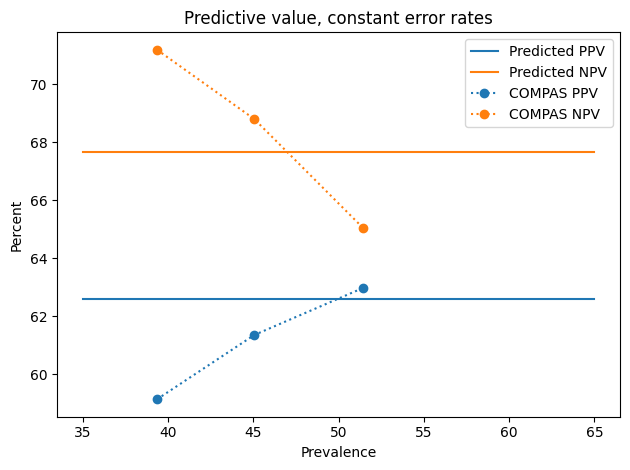 Predictive value, constant error rates
Predicted PPV
Predicted NPV
COMPAS PPV
COMPAS NPV
Percent
70
68
66
64
62
60
35
40
45
50
55
60
65
Prevalence